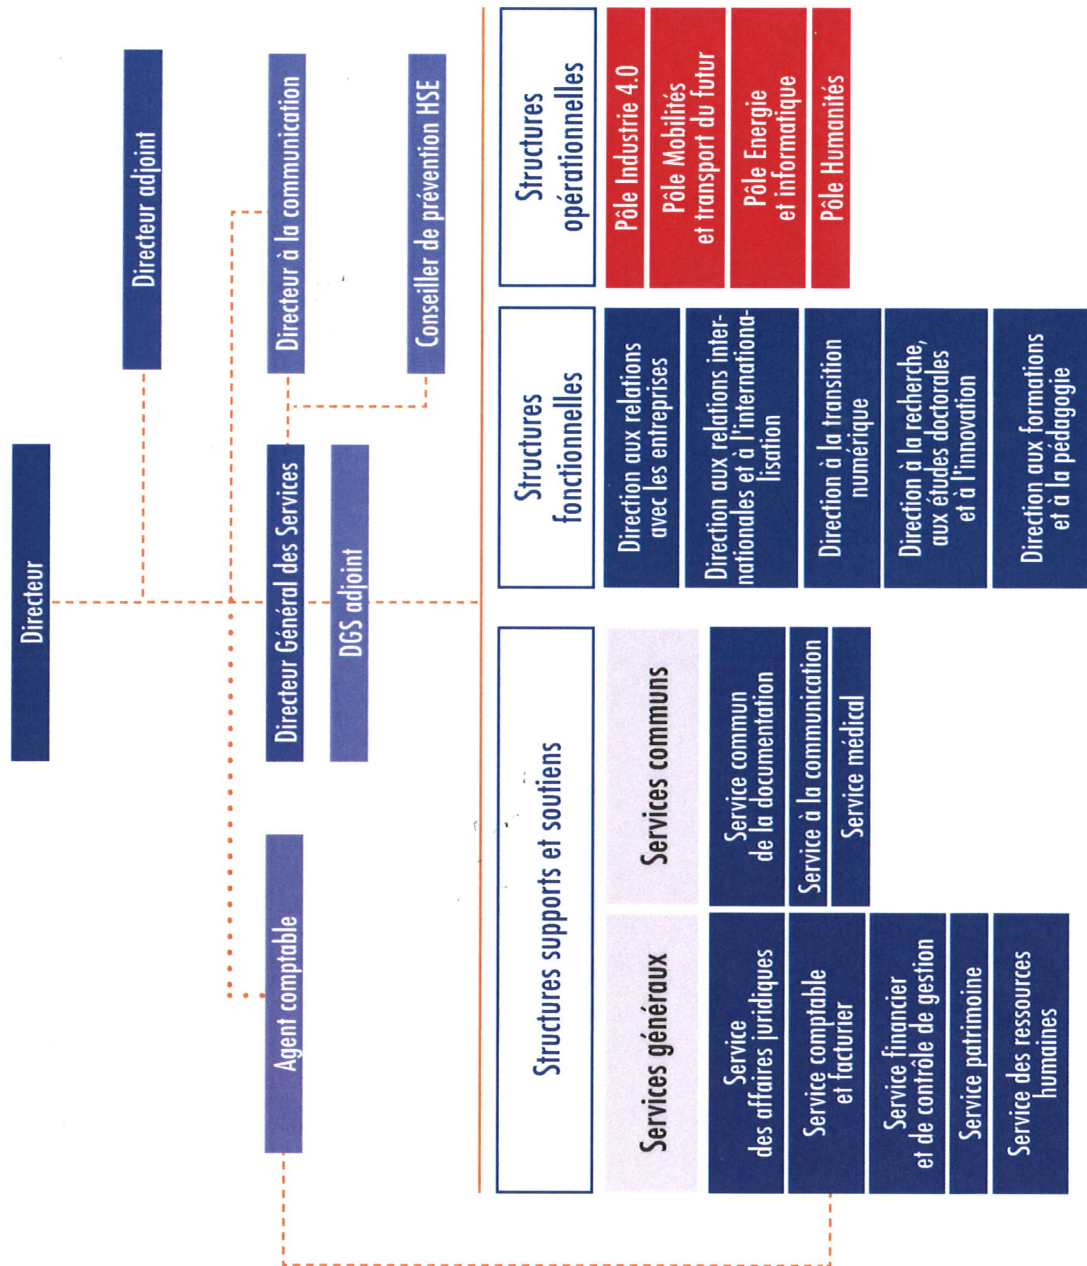 Directeur
Directeur adjoint
Agent comptable
Directeur Général des Services
Directeur à la communication
DGS adjoint
Conseiller de prévention HSE
Structures supports et soutiens
Services généraux
Service
des affaires juridiques
Service comptable
et facturier
Service financier
et de contrôle de gestion
Service patrimoine
Service des ressources
humaines
Services communs
Service commun
de la documentation
Service à la communication
Service médical
Structures
fonctionnelles
Direction aux relations
avec les entreprises
Direction aux relations inter-
nationales et à l'internationa-
lisation
Direction à la transition
numérique
Direction à la recherche,
aux études doctorales
et à l'innovation
Direction aux formations
et à la pédagogie
Structures
opérationnelles
Pôle Industrie 4.0
Pôle Mobilités
et transport du futur
Pôle Energie
et informatique
Pôle Humanités